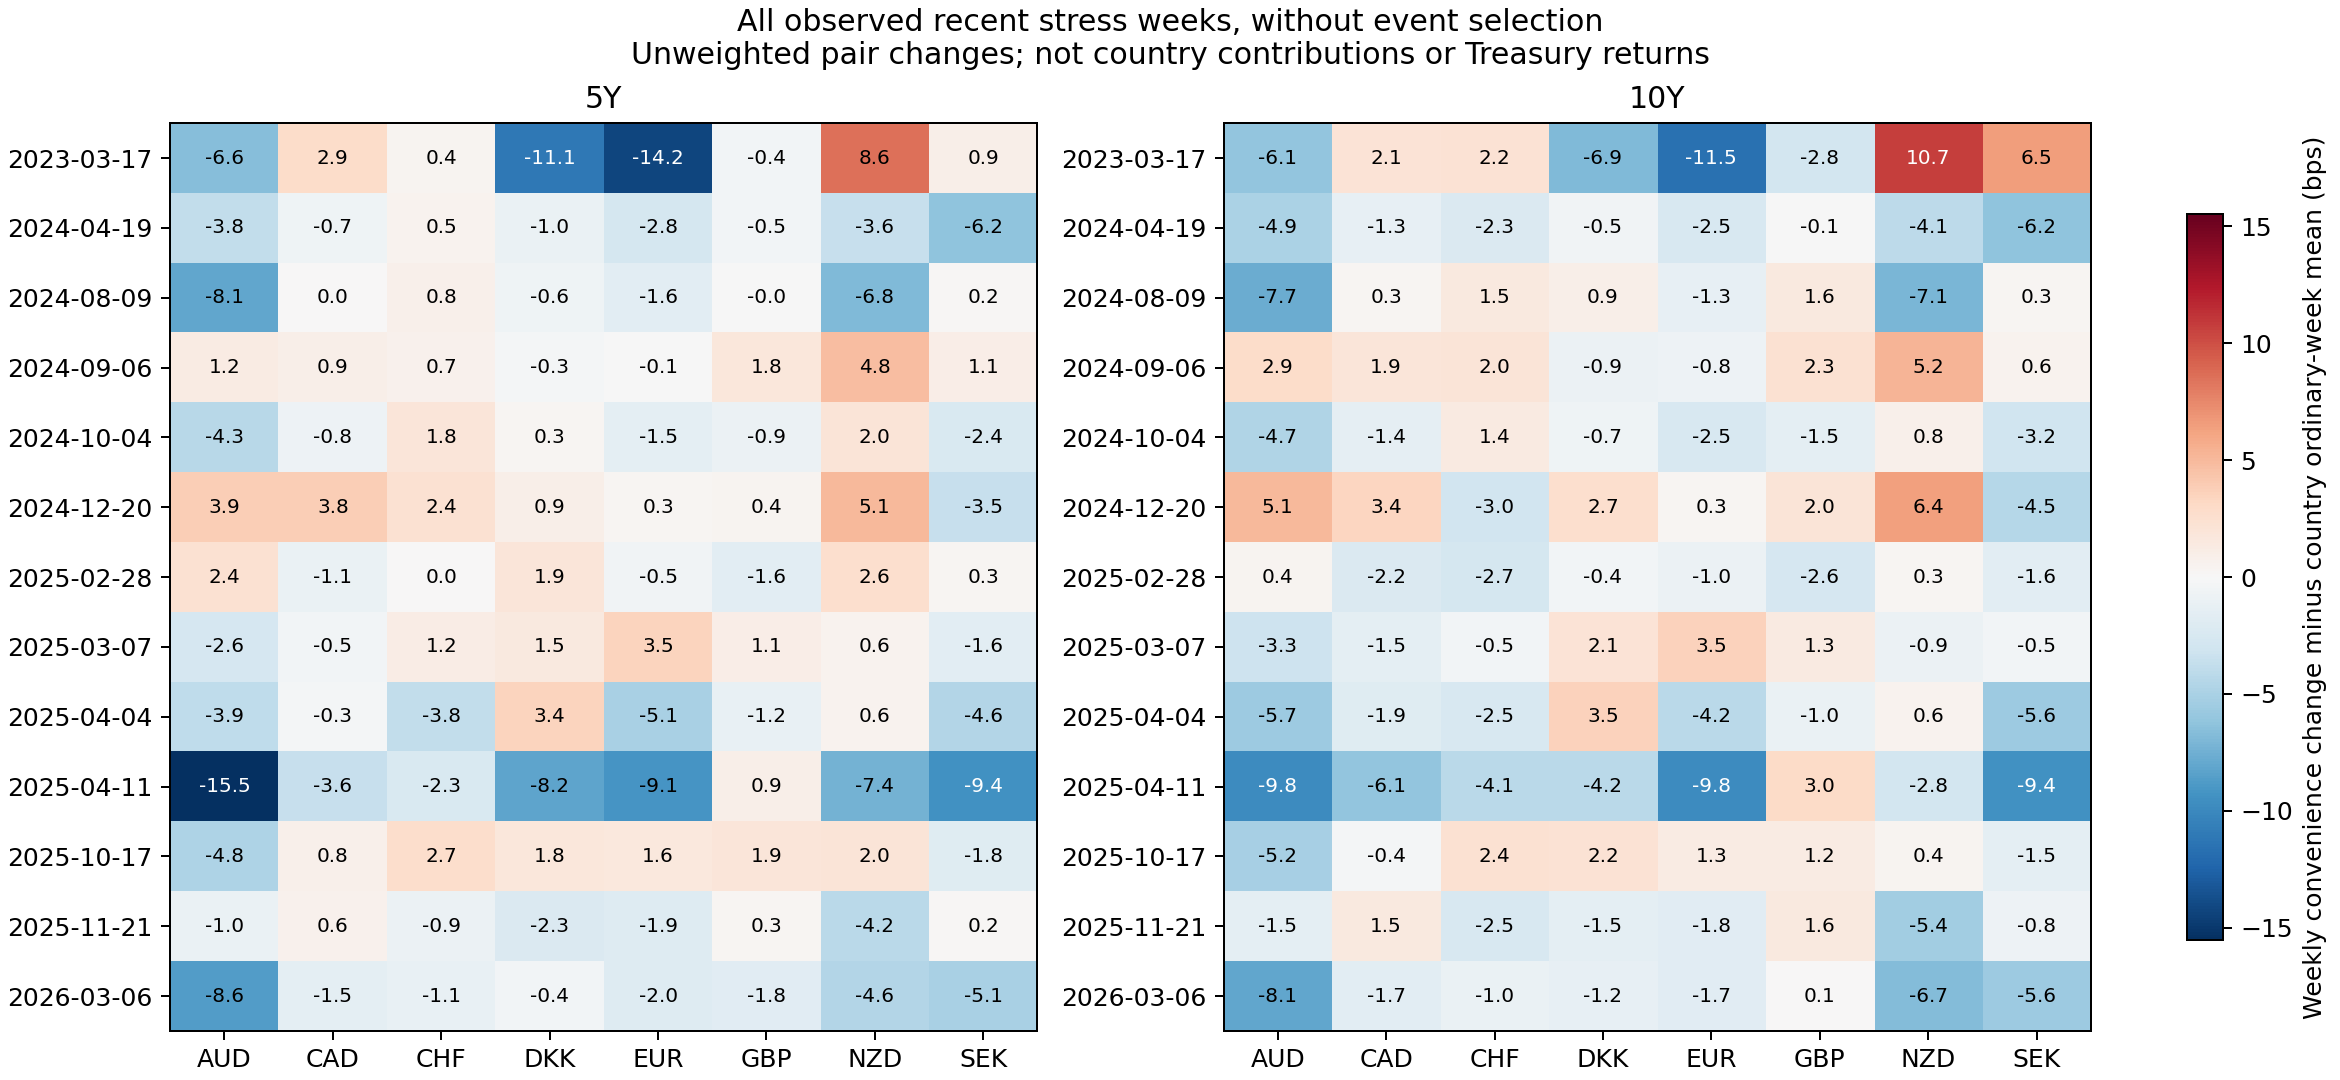 All observed recent stress weeks, without event selection
Unweighted pair changes; not country contributions or Treasury returns
5Y
2023-03-17 -6.6 2.9 0.4 -11.1 -14.2 -0.4 8.6 0.9
2024-04-19 -3.8 -0.7 0.5 -1.0 -2.8 -0.5 -3.6 -6.2
2024-08-09 -8.1 0.0 0.8 -0.6 -1.6 -0.0 -6.8 0.2
2024-09-06 1.2 0.9 0.7 -0.3 -0.1 1.8 4.8 1.1
2024-10-04 -4.3 -0.8 1.8 0.3 -1.5 -0.9 2.0 -2.4
2024-12-20 3.9 3.8 2.4 0.9 0.3 0.4 5.1 -3.5
2025-02-28 2.4 -1.1 0.0 1.9 -0.5 -1.6 2.6 0.3
2025-03-07 -2.6 -0.5 1.2 1.5 3.5 1.1 0.6 -1.6
2025-04-04 -3.9 -0.3 -3.8 3.4 -5.1 -1.2 0.6 -4.6
2025-04-11 -15.5 -3.6 -2.3 -8.2 -9.1 0.9 -7.4 -9.4
2025-10-17 -4.8 0.8 2.7 1.8 1.6 1.9 2.0 -1.8
2025-11-21 -1.0 0.6 -0.9 -2.3 -1.9 0.3 -4.2 0.2
2026-03-06 -8.6 -1.5 -1.1 -0.4 -2.0 -1.8 -4.6 -5.1
AUD CAD CHF DKK EUR GBP NZD SEK
10Y
2023-03-17 -6.1 2.1 2.2 -6.9 -11.5 -2.8 10.7 6.5
2024-04-19 -4.9 -1.3 -2.3 -0.5 -2.5 -0.1 -4.1 -6.2
2024-08-09 -7.7 0.3 1.5 0.9 -1.3 1.6 -7.1 0.3
2024-09-06 2.9 1.9 2.0 -0.9 -0.8 2.3 5.2 0.6
2024-10-04 -4.7 -1.4 1.4 -0.7 -2.5 -1.5 0.8 -3.2
2024-12-20 5.1 3.4 -3.0 2.7 0.3 2.0 6.4 -4.5
2025-02-28 0.4 -2.2 -2.7 -0.4 -1.0 -2.6 0.3 -1.6
2025-03-07 -3.3 -1.5 -0.5 2.1 3.5 1.3 -0.9 -0.5
2025-04-04 -5.7 -1.9 -2.5 3.5 -4.2 -1.0 0.6 -5.6
2025-04-11 -9.8 -6.1 -4.1 -4.2 -9.8 3.0 -2.8 -9.4
2025-10-17 -5.2 -0.4 2.4 2.2 1.3 1.2 0.4 -1.5
2025-11-21 -1.5 1.5 -2.5 -1.5 -1.8 1.6 -5.4 -0.8
2026-03-06 -8.1 -1.7 -1.0 -1.2 -1.7 0.1 -6.7 -5.6
AUD CAD CHF DKK EUR GBP NZD SEK
15
10
5
0
−5
−10
−15
Weekly convenience change minus country ordinary-week mean (bps)